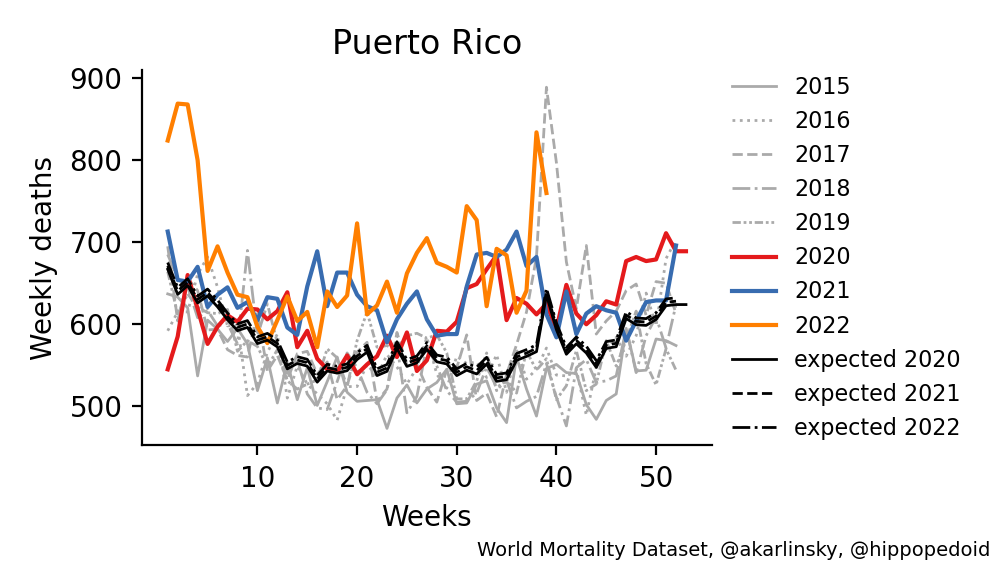 Puerto Rico
900
800
700
600
500
Weekly deaths
10
20
30
40
50
Weeks
2015
2016
2017
2018
2019
2020
2021
2022
expected 2020
expected 2021
expected 2022
World Mortality Dataset, @akarlinsky, @hippopedoid